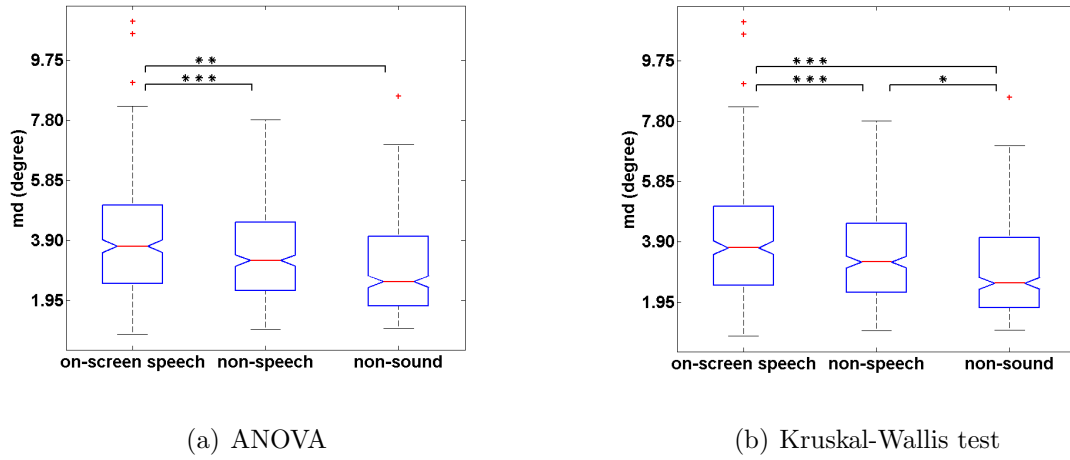 9.75
7.80
5.85
3.90
1.95
md (degree)
**
***
on-screen speech non-speech non-sound
(a) ANOVA
9.75
7.80
5.85
3.90
1.95
md (degree)
***
*** *
on-screen speech non-speech non-sound
(b) Kruskal-Wallis test